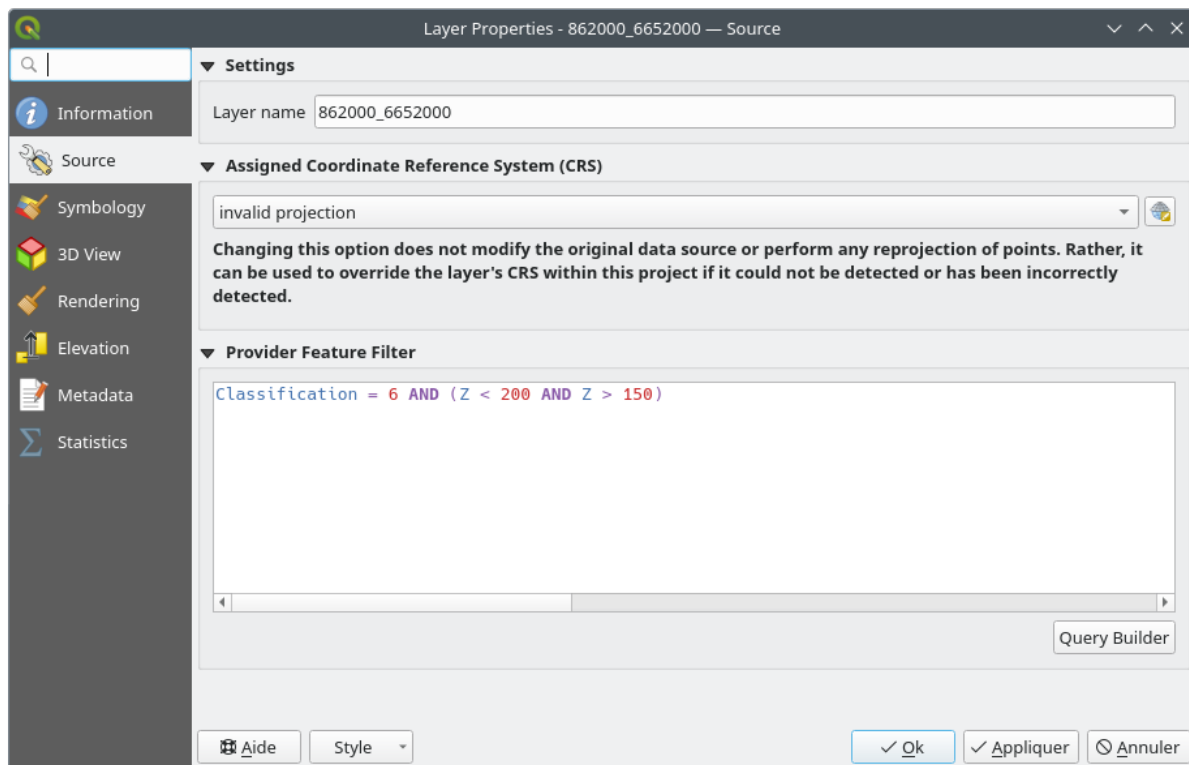 Layer Properties - 862000_6652000 — Source
Information
Source
Symbology
3D View
Rendering
Elevation
Metadata
Statistics
Settings
Layer name 862000_6652000
Assigned Coordinate Reference System (CRS)
invalid projection
Changing this option does not modify the original data source or perform any reprojection of points. Rather, it
can be used to override the layer's CRS within this project if it could not be detected or has been incorrectly
detected.
Provider Feature Filter
Classification = 6 AND (Z < 200 AND Z > 150)
Query Builder
Aide Style Ok Appliquer Annuler